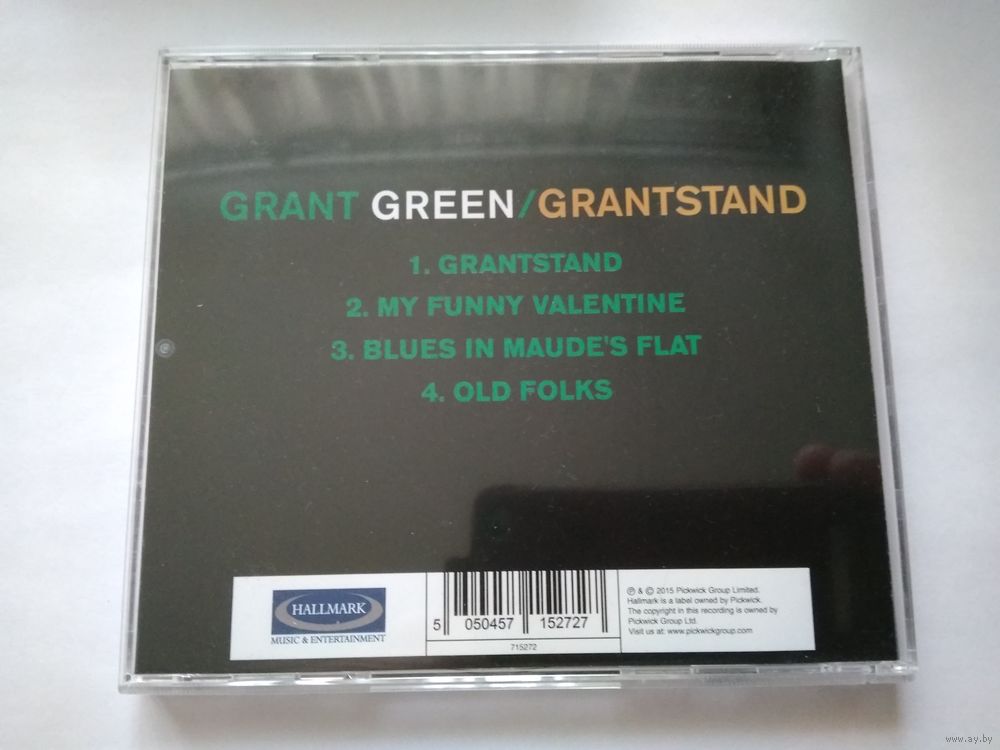 GRANT GREEN/GRANTSTAND
1. GRANTSTAND
2. MY FUNNY VALENTINE
3. BLUES IN MAUDE'S FLAT
4. OLD FOLKS
HALLMARK
MUSIC & ENTERTAINMENT
5 050457 152727
715272
℗ & © 2015 Pickwick Group Limited.
Hallmark is a label owned by Pickwick.
The copyright in this recording is owned by
Pickwick Group Ltd.
Visit us at: www.pickwickgroup.com
www.ay.by